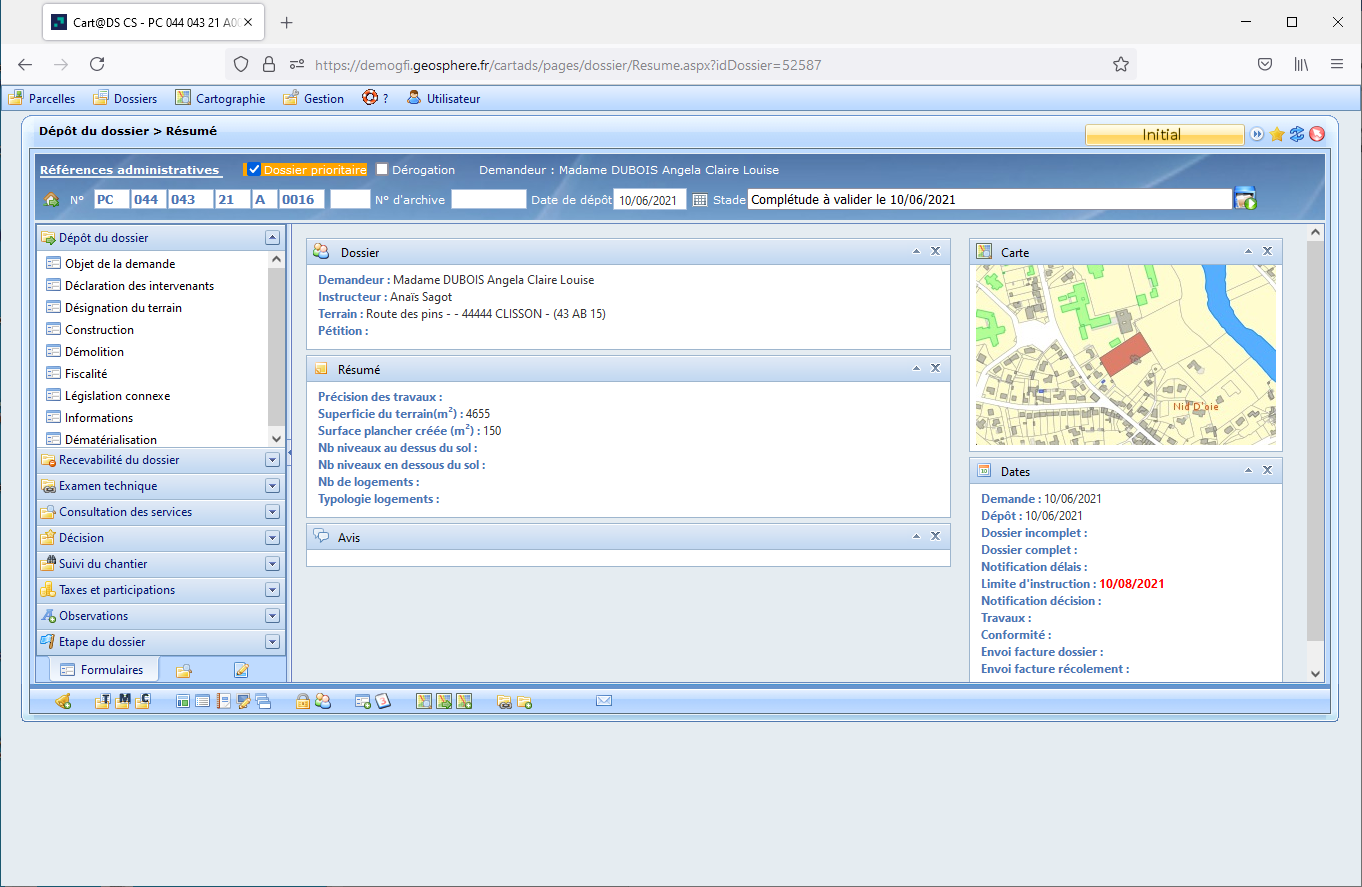 Cart@DS CS - PC 044 043 21 A00
https://demogfi.geosphere.fr/cartads/pages/dossier/Resume.aspx?idDossier=52587
Parcelles Dossiers Cartographie Gestion ? Utilisateur
Dépôt du dossier > Résumé
Initial
Références administratives Dossier prioritaire Dérogation Demandeur : Madame DUBOIS Angela Claire Louise
N° PC 044 043 21 A 0016 N° d'archive Date de dépôt 10/06/2021 Stade Complétude à valider le 10/06/2021
Dépôt du dossier
Objet de la demande
Déclaration des intervenants
Désignation du terrain
Construction
Démolition
Fiscalité
Législation connexe
Informations
Dématérialisation
Recevabilité du dossier
Examen technique
Consultation des services
Décision
Suivi du chantier
Taxes et participations
Observations
Etape du dossier
Formulaires
Dossier
Demandeur : Madame DUBOIS Angela Claire Louise
Instructeur : Anaïs Sagot
Terrain : Route des pins - - 44444 CLISSON - (43 AB 15)
Pétition :
Résumé
Précision des travaux :
Superficie du terrain(m²) : 4655
Surface plancher créée (m²) : 150
Nb niveaux au dessus du sol :
Nb niveaux en dessous du sol :
Nb de logements :
Typologie logements :
Avis
Carte
Nid D'oie
Dates
Demande : 10/06/2021
Dépôt : 10/06/2021
Dossier incomplet :
Dossier complet :
Notification délais :
Limite d'instruction : 10/08/2021
Notification décision :
Travaux :
Conformité :
Envoi facture dossier :
Envoi facture récolement :
T M C
3